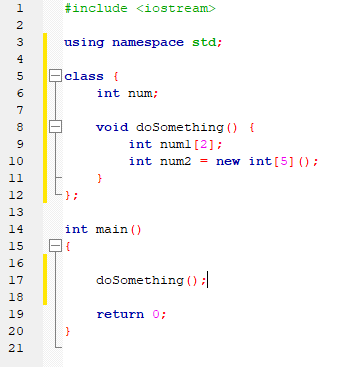 1 #include <iostream>
2
3 using namespace std;
4
5 class {
6 int num;
7
8 void doSomething() {
9 int num1[2];
10 int num2 = new int[5]();
11 }
12 };
13
14 int main()
15 {
16
17 doSomething();
18
19 return 0;
20 }
21